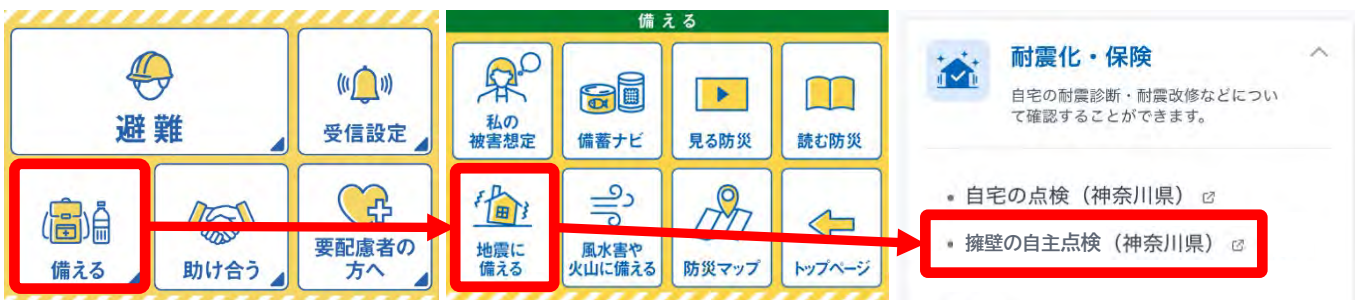 避難
受信設定
備える
助け合う
要配慮者の
方へ
備える
私の
被害想定
備蓄ナビ
見る防災
読む防災
地震に
備える
風水害や
火山に備える
防災マップ
トップページ
耐震化・保険
自宅の耐震診断・耐震改修などについ
て確認することができます。
• 自宅の点検（神奈川県）
• 擁壁の自主点検（神奈川県）